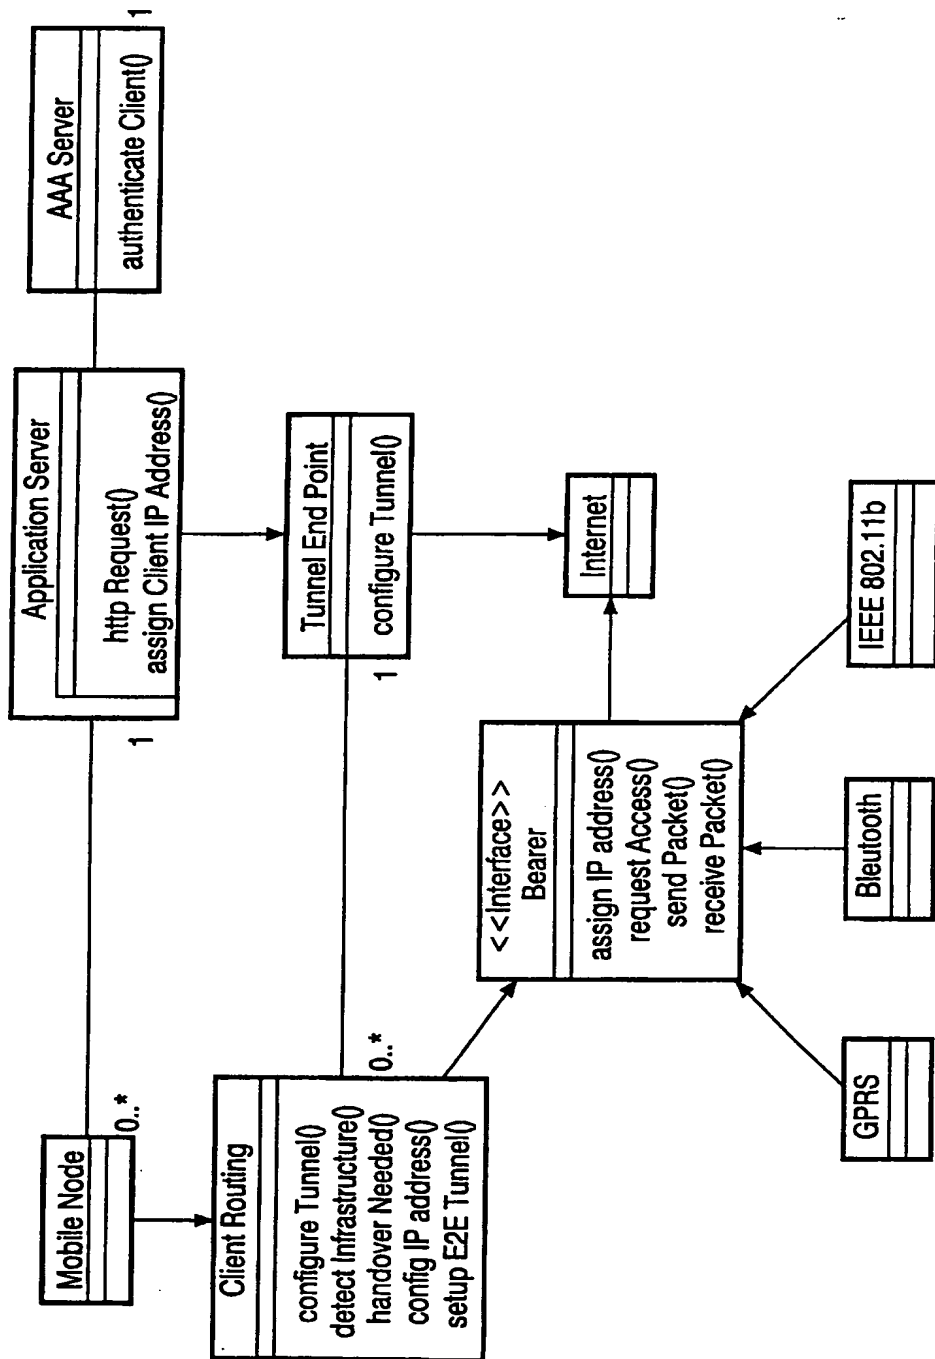 Mobile Node
0..*
1
Application Server
http Request()
assign Client IP Address()
AAA Server
authenticate Client()
1
1
Client Routing
configure Tunnel()
detect Infrastructure()
handover Needed()
config IP address()
setup E2E Tunnel()
0..*
1
Tunnel End Point
configure Tunnel()
<<Interface>>
Bearer
assign IP address()
request Access()
send Packet()
receive Packet()
Internet
GPRS
Bleutooth
IEEE 802.11b